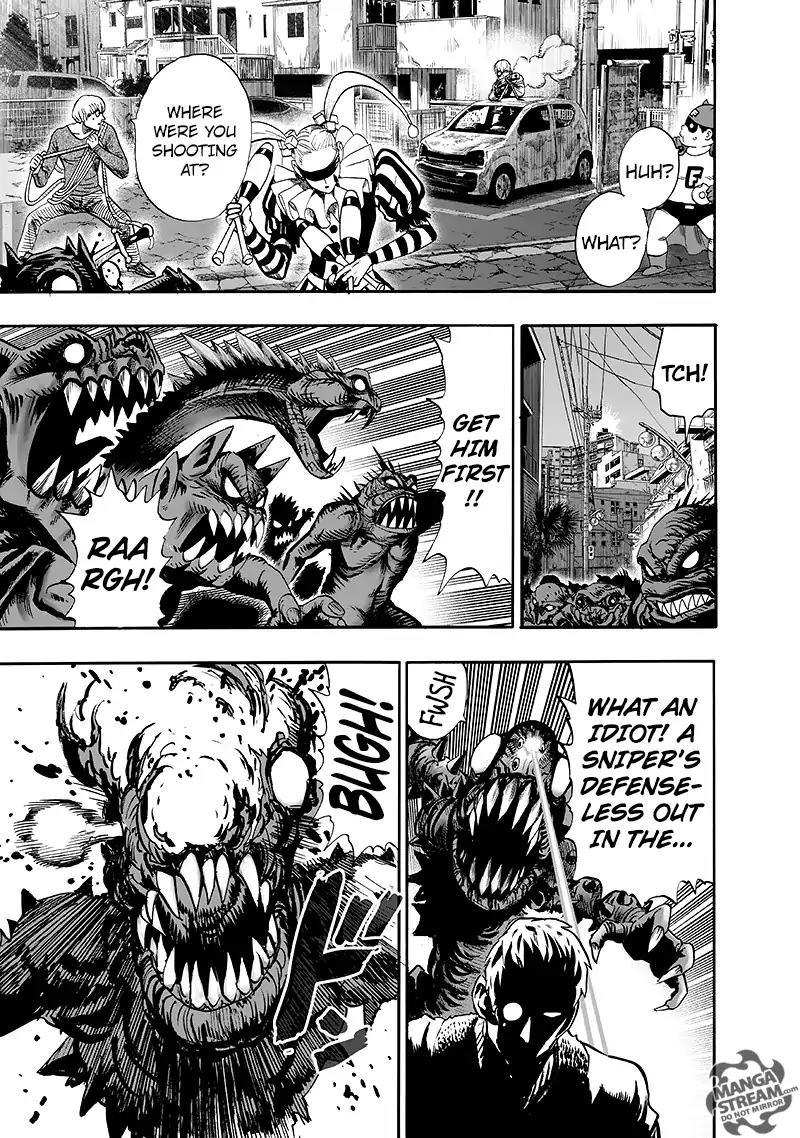 HUH?
WHAT?
WHERE
WERE YOU
SHOOTING
AT?
TCH!
GET
HIM
FIRST
!!
RAA
RGH!
WHAT AN
IDIOT! A
SNIPER'S
DEFENSE-
LESS OUT
IN THE...
FWSH
BUGH!
MANGA
STREAM.com
DO NOT MIRROR